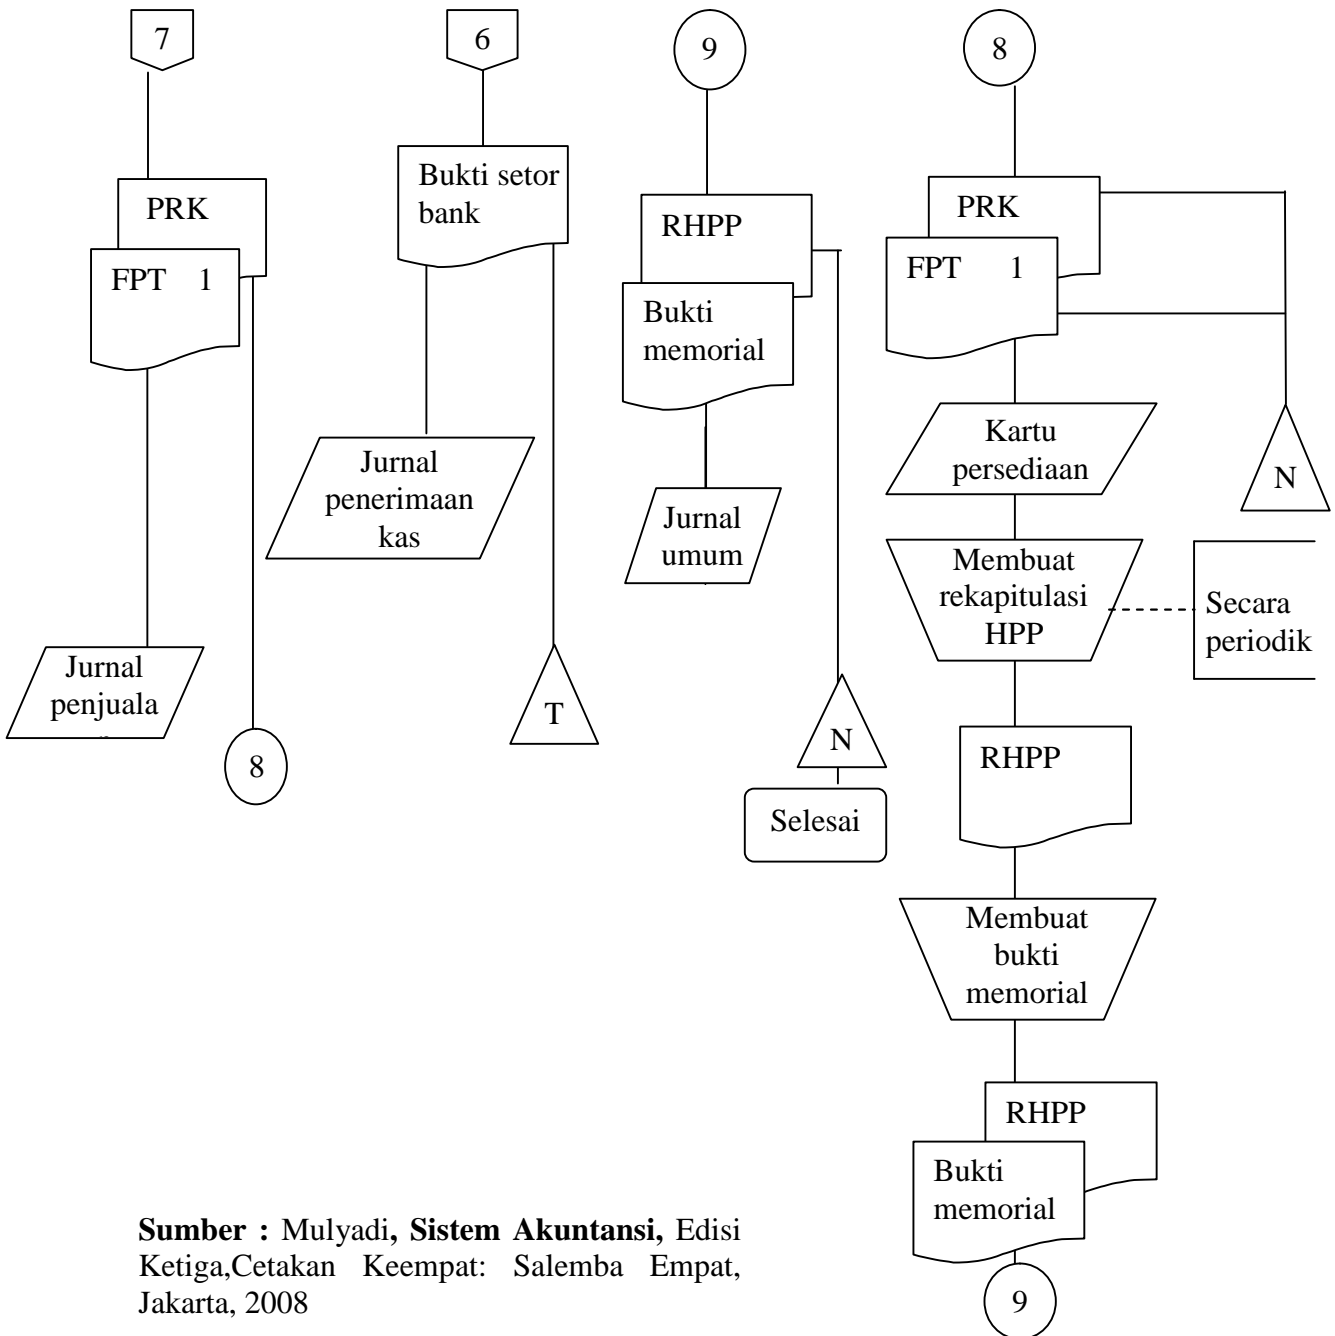 7
PRK
FPT 1
Jurnal
8
6
Bukti setor
bank
Jurnal
penerimaan
kas
T
9
RHPP
Bukti
memorial
Jurnal
umum
N
Selesai
8
PRK
FPT 1
Kartu
persediaan
N
Membuat
rekapitulasi
HPP
Secara
periodik
RHPP
Membuat
bukti
memorial
RHPP
Bukti
memorial
9
Sumber : Mulyadi, Sistem Akuntansi, Edisi
Ketiga,Cetakan Keempat: Salemba Empat,
Jakarta, 2008